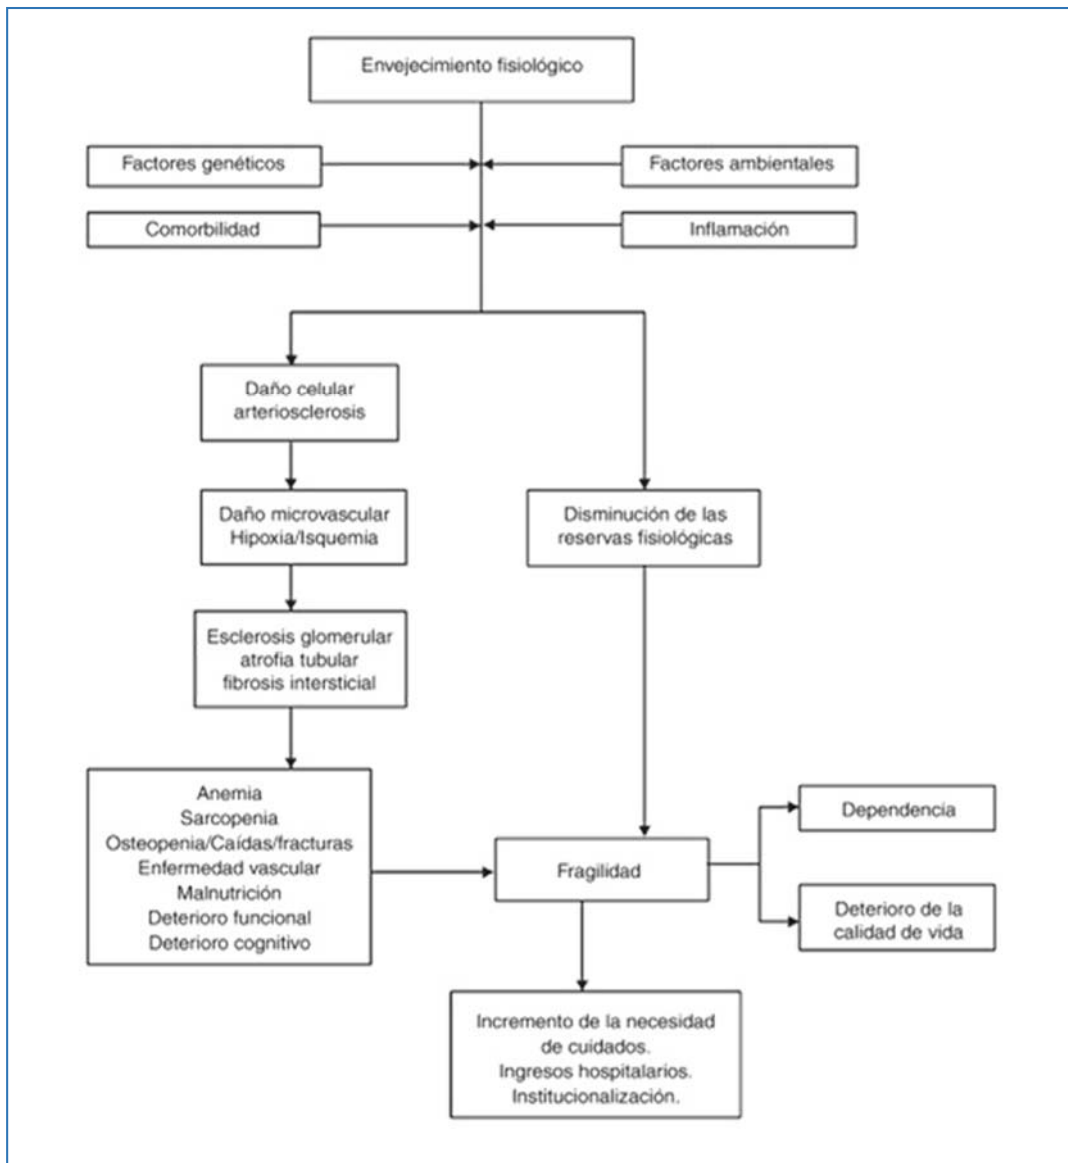 Envejecimiento fisiológico
Factores genéticos
Factores ambientales
Comorbilidad
Inflamación
Daño celular
arteriosclerosis
Daño microvascular
Hipoxia/Isquemia
Disminución de las
reservas fisiológicas
Esclerosis glomerular
atrofia tubular
fibrosis intersticial
Anemia
Sarcopenia
Osteopenia/Caídas/fracturas
Enfermedad vascular
Malnutrición
Deterioro funcional
Deterioro cognitivo
Fragilidad
Dependencia
Deterioro de la
calidad de vida
Incremento de la necesidad
de cuidados.
Ingresos hospitalarios.
Institucionalización.